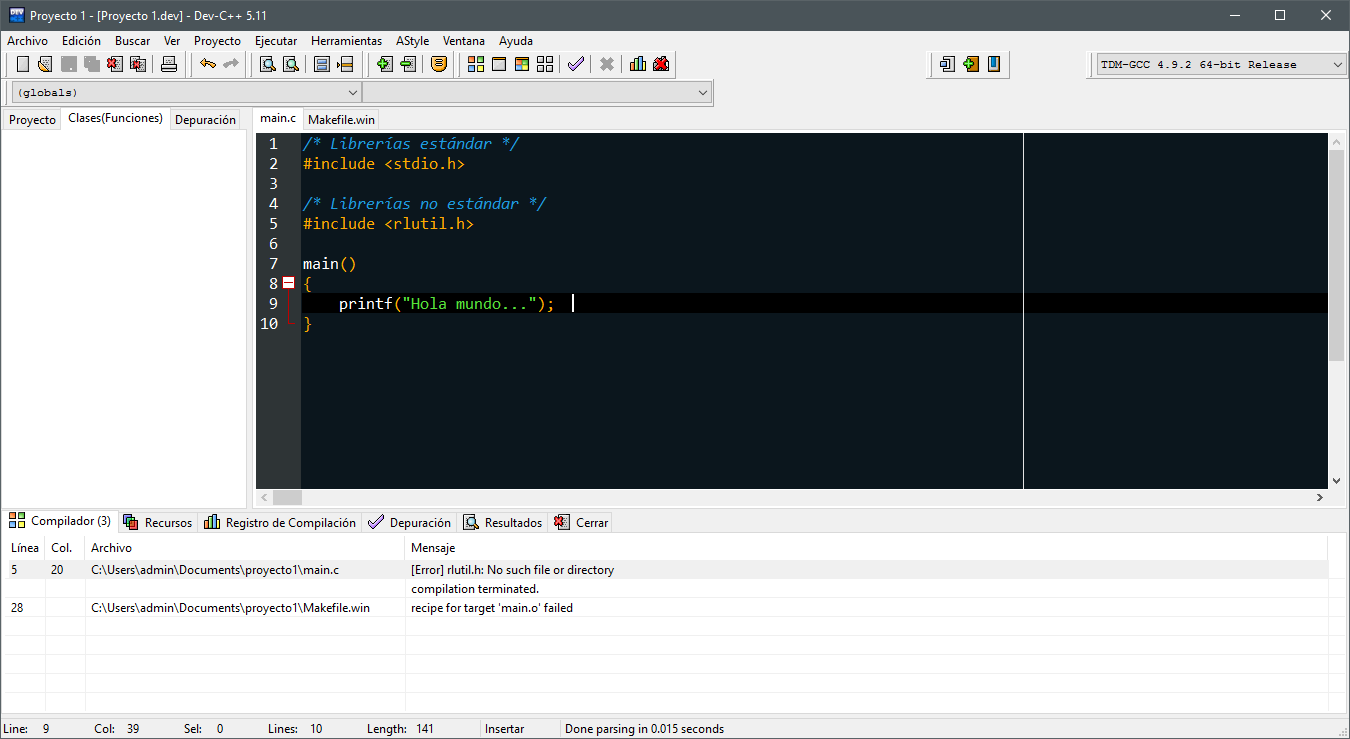 Proyecto 1 - [Proyecto 1.dev] - Dev-C++ 5.11
Archivo Edición Buscar Ver Proyecto Ejecutar Herramientas AStyle Ventana Ayuda
TDM-GCC 4.9.2 64-bit Release
(globals)
Proyecto Clases(Funciones) Depuración main.c Makefile.win
1 /* Librerías estándar */
2 #include <stdio.h>
3
4 /* Librerías no estándar */
5 #include <rlutil.h>
6
7 main()
8 {
9 printf("Hola mundo...");
10 }
Compilador (3) Recursos Registro de Compilación Depuración Resultados Cerrar
Línea Col. Archivo Mensaje
5 20 C:\Users\admin\Documents\proyecto1\main.c [Error] rlutil.h: No such file or directory
compilation terminated.
28 C:\Users\admin\Documents\proyecto1\Makefile.win recipe for target 'main.o' failed
Line: 9 Col: 39 Sel: 0 Lines: 10 Length: 141 Insertar Done parsing in 0.015 seconds